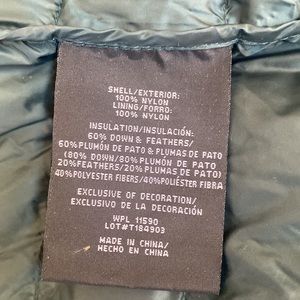 SHELL/EXTERIOR:
100% NYLON
LINING/FORRO:
100% NYLON
INSULATION/INSULACIÓN:
60% DOWN & FEATHERS/
60% PLUMÓN DE PATO & PLUMAS DE PATO
(80% DOWN/80% PLUMÓN DE PATO
20%FEATHERS/20% PLUMAS DE PATO)
40%POLYESTER FIBERS/40%POLIÉSTER FIBRA
EXCLUSIVE OF DECORATION/
EXCLUSIVO DE LA DECORACIÓN
WPL 11590
LOT#T184903
MADE IN CHINA/
HECHO EN CHINA